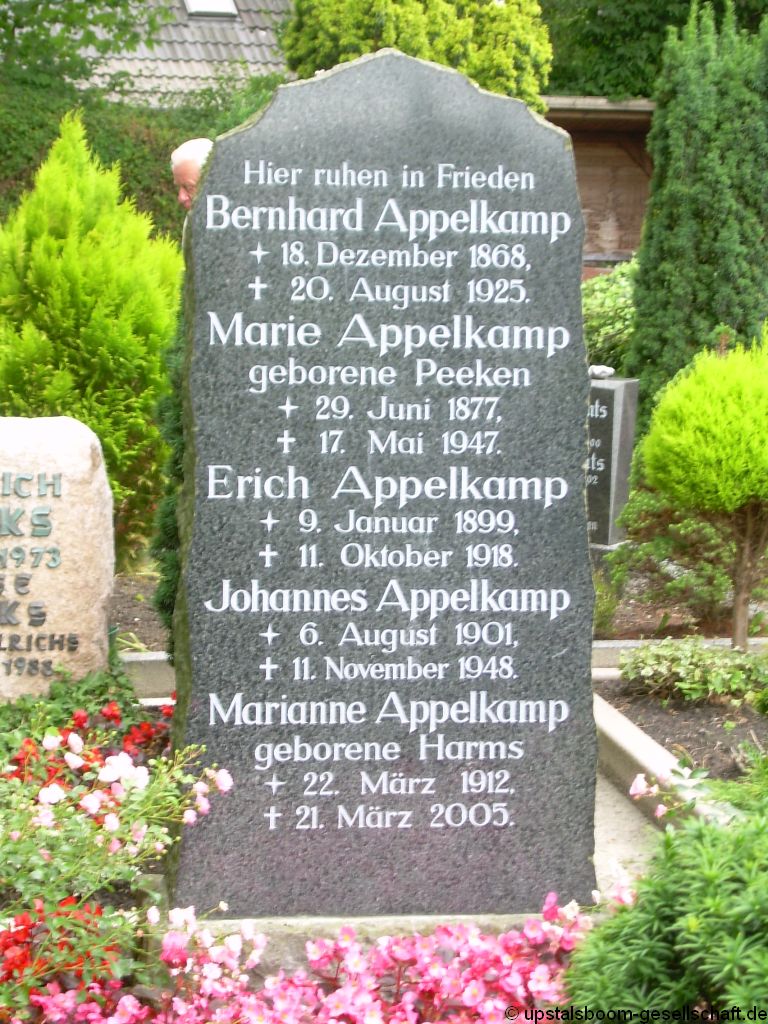 Hier ruhen in Frieden
Bernhard Appelkamp
✦ 18. Dezember 1868,
✝ 20. August 1925.
Marie Appelkamp
geborene Peeken
✦ 29. Juni 1877,
✝ 17. Mai 1947.
Erich Appelkamp
✦ 9. Januar 1899,
✝ 11. Oktober 1918.
Johannes Appelkamp
✦ 6. August 1901,
✝ 11. November 1948.
Marianne Appelkamp
geborene Harms
✦ 22. März 1912,
✝ 21. März 2005.
1973
1988
© upstalsboom-gesellschaft.de